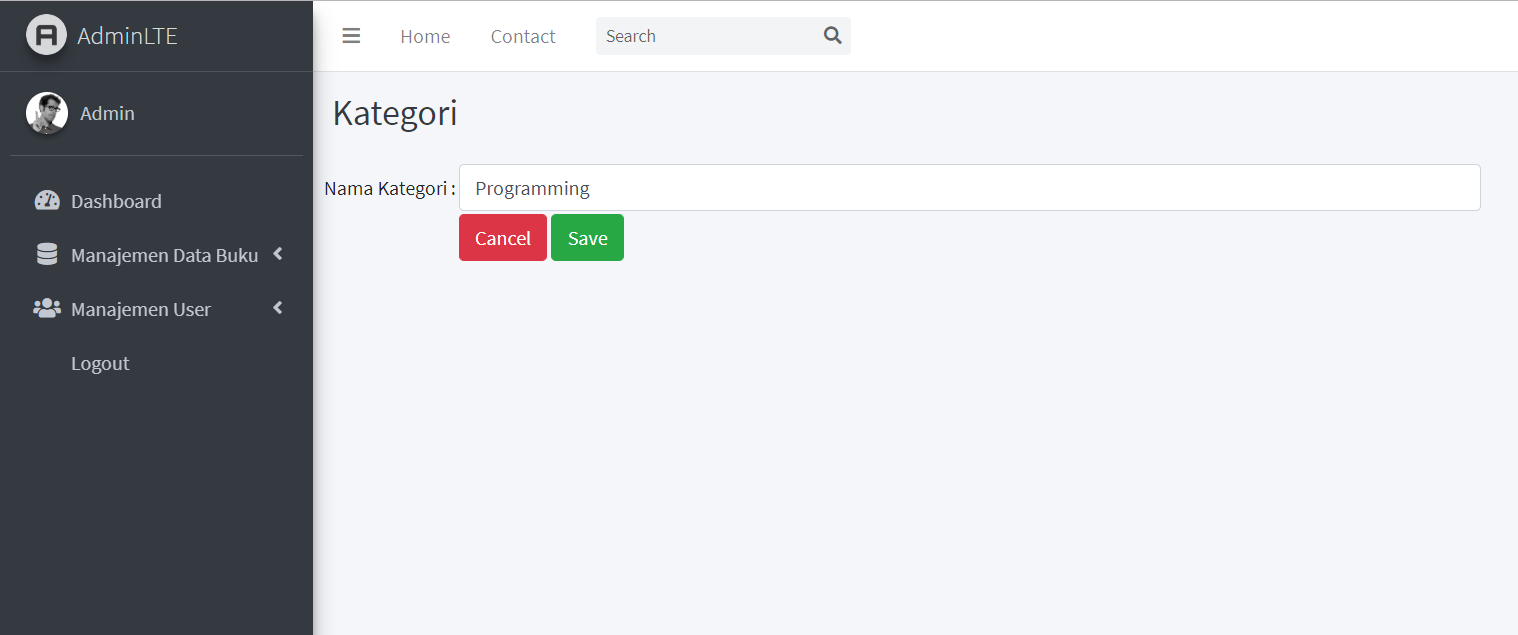 AdminLTE
Home
Contact
Search
Admin
Kategori
Dashboard
Manajemen Data Buku
Manajemen User
Logout
Nama Kategori :
Programming
Cancel
Save